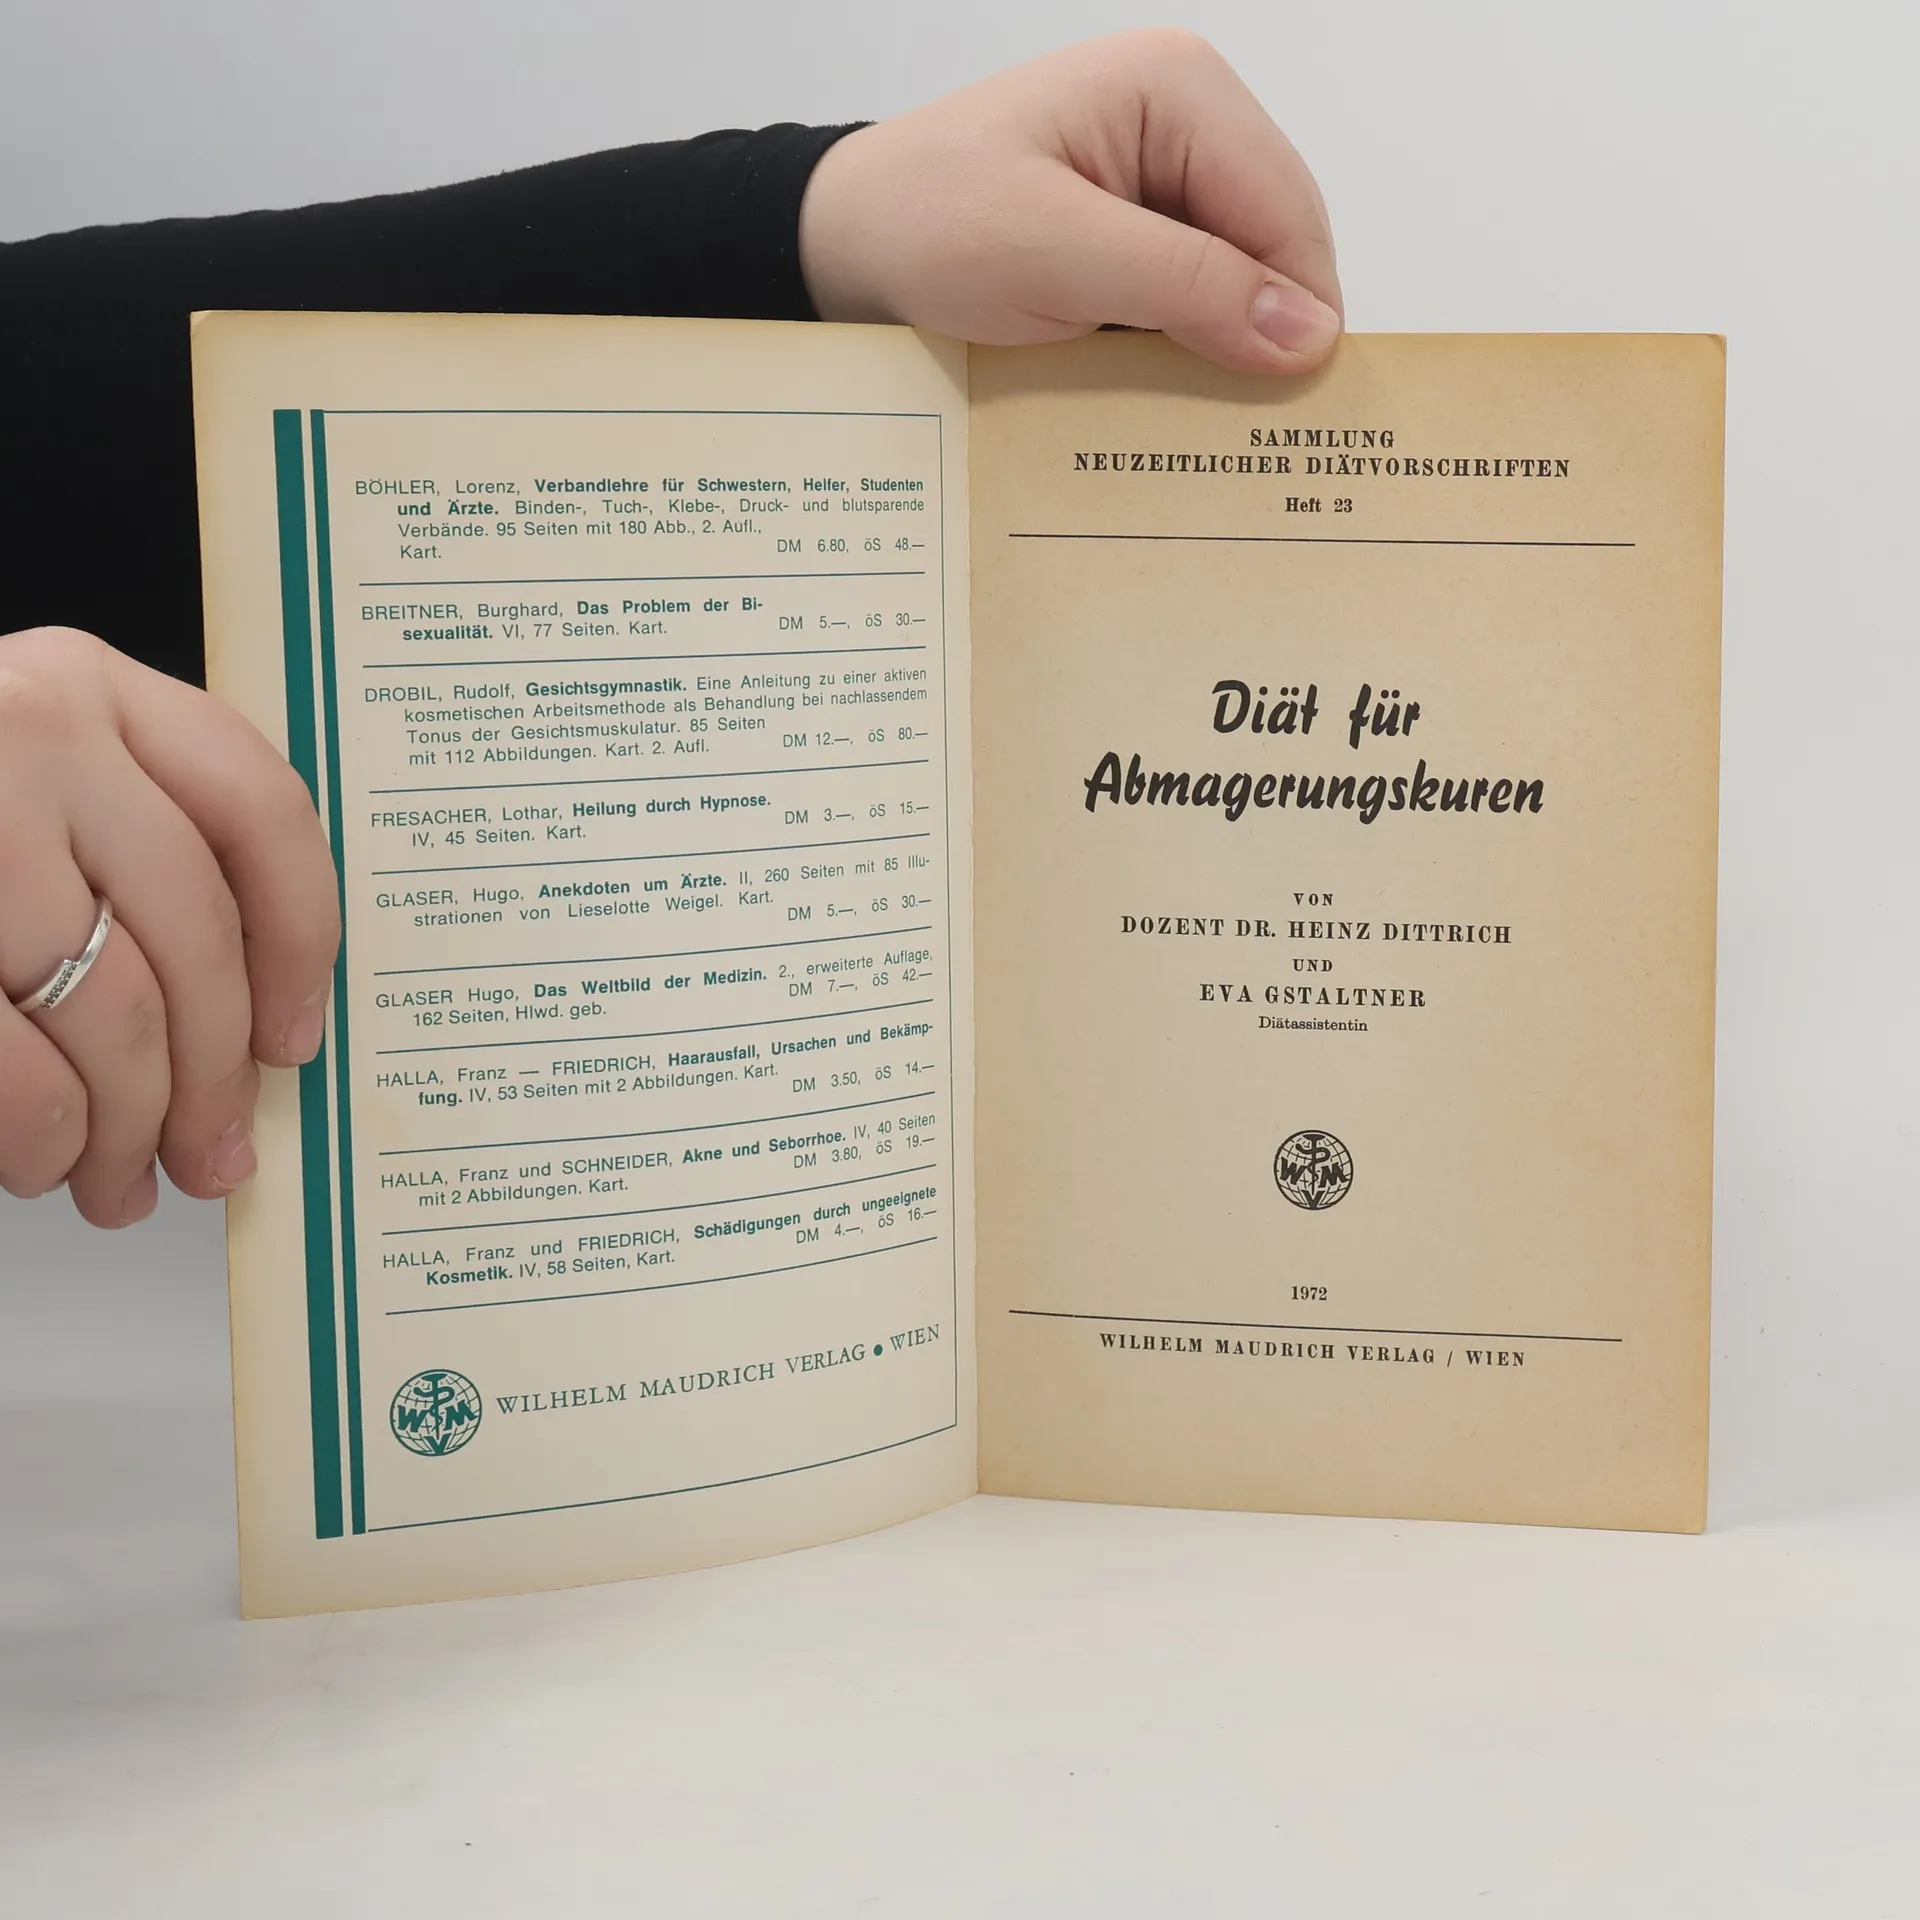 BÖHLER, Lorenz, Verbandlehre für Schwestern, Helfer, Studenten
und Ärzte. Binden-, Tuch-, Klebe-, Druck- und blutsparende
Verbände. 95 Seiten mit 180 Abb., 2. Aufl.,
Kart. DM 6.80, öS 48.—
BREITNER, Burghard, Das Problem der Bi-
sexualität. VI, 77 Seiten. Kart. DM 5.—, öS 30.—
DROBIL, Rudolf, Gesichtsgymnastik. Eine Anleitung zu einer aktiven
kosmetischen Arbeitsmethode als Behandlung bei nachlassendem
Tonus der Gesichtsmuskulatur. 85 Seiten
mit 112 Abbildungen. Kart. 2. Aufl. DM 12.—, öS 80.—
FRESACHER, Lothar, Heilung durch Hypnose.
IV, 45 Seiten. Kart. DM 3.—, öS 15.—
GLASER, Hugo, Anekdoten um Ärzte. II, 260 Seiten mit 85 Illu-
strationen von Lieselotte Weigel. Kart.
DM 5.—, öS 30.—
GLASER Hugo, Das Weltbild der Medizin. 2., erweiterte Auflage,
162 Seiten, Hlwd. geb. DM 7.—, öS 42.—
HALLA, Franz — FRIEDRICH, Haarausfall, Ursachen und Bekämp-
fung. IV, 53 Seiten mit 2 Abbildungen. Kart.
DM 3.50, öS 14.—
HALLA, Franz und SCHNEIDER, Akne und Seborrhoe. IV, 40 Seiten
mit 2 Abbildungen. Kart. DM 3.80, öS 19.—
HALLA, Franz und FRIEDRICH, Schädigungen durch ungeeignete
Kosmetik. IV, 58 Seiten, Kart. DM 4.—, öS 16.—
WMV WILHELM MAUDRICH VERLAG • WIEN
SAMMLUNG
NEUZEITLICHER DIÄTVORSCHRIFTEN
Heft 23
Diät für
Abmagerungskuren
VON
DOZENT DR. HEINZ DITTRICH
UND
EVA GSTALTNER
Diätassistentin
WMV
1972
WILHELM MAUDRICH VERLAG / WIEN